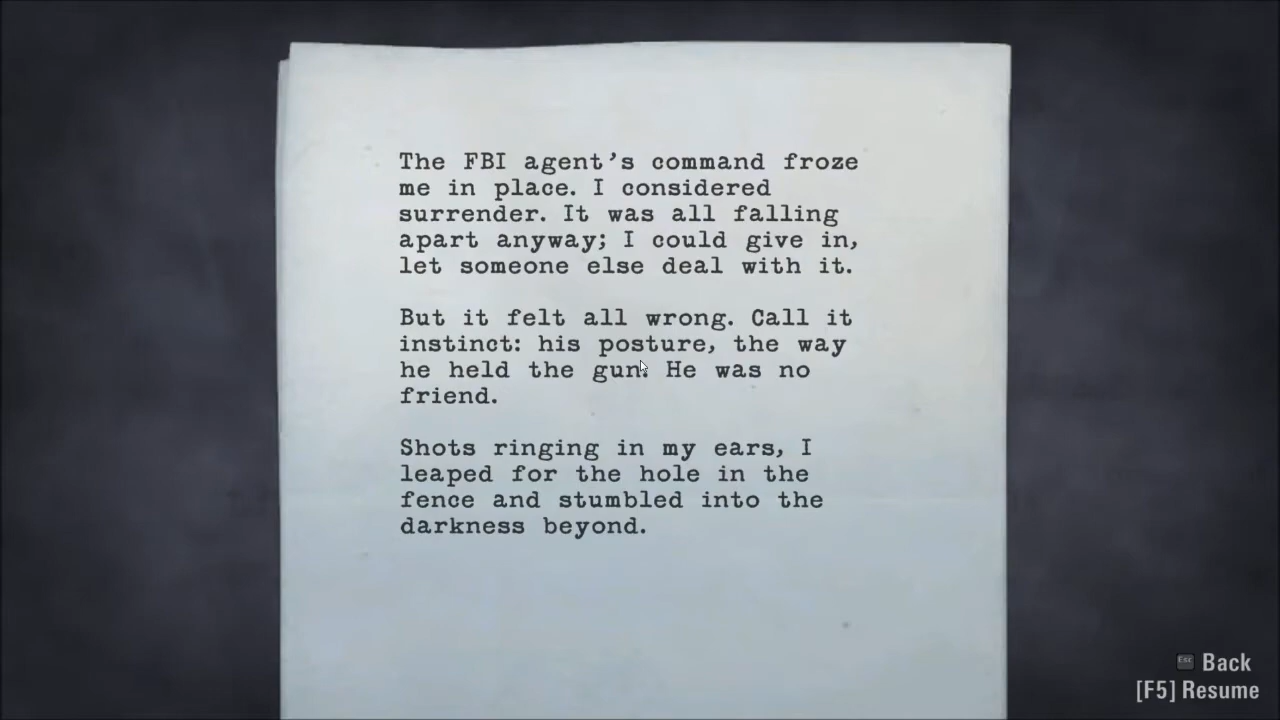 The FBI agent’s command froze
me in place. I considered
surrender. It was all falling
apart anyway; I could give in,
let someone else deal with it.
But it felt all wrong. Call it
instinct: his posture, the way
he held the gun. He was no
friend.
Shots ringing in my ears, I
leaped for the hole in the
fence and stumbled into the
darkness beyond.
Esc Back
[F5] Resume